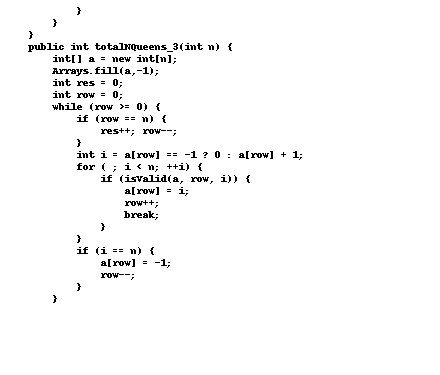 }
    }
}
public int totalNQueens_3(int n) {
    int[] a = new int[n];
    Arrays.fill(a,-1);
    int res = 0;
    int row = 0;
    while (row >= 0) {
        if (row == n) {
            res++; row--;
        }
        int i = a[row] == -1 ? 0 : a[row] + 1;
        for ( ; i < n; ++i) {
            if (isValid(a, row, i)) {
                a[row] = i;
                row++;
                break;
            }
        }
        if (i == n) {
            a[row] = -1;
            row--;
        }
    }